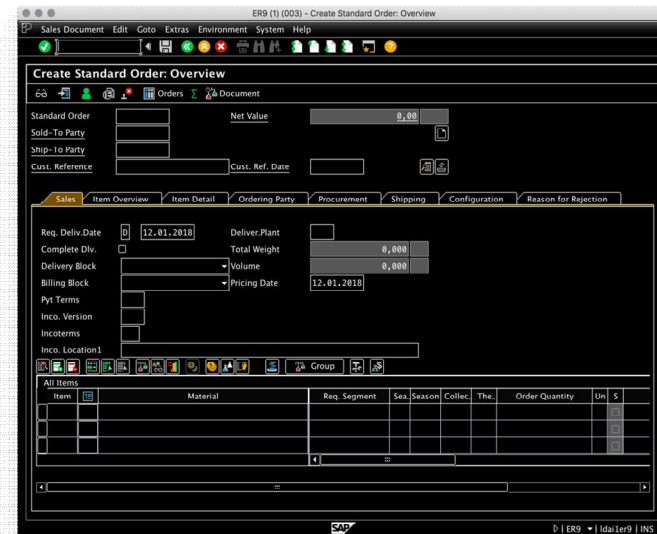 ER9 (1) (003) - Create Standard Order: Overview
Sales Document Edit Goto Extras Environment System Help
Create Standard Order: Overview
Orders Σ Document
Standard Order Net Value 0,00
Sold-To Party
Ship-To Party
Cust. Reference Cust. Ref. Date
Sales Item Overview Item Detail Ordering Party Procurement Shipping Configuration Reason for Rejection
Req. Deliv.Date D 12.01.2018 Deliver.Plant
Complete Dlv. Total Weight 0,000
Delivery Block Volume 0,000
Billing Block Pricing Date 12.01.2018
Pyt Terms
Inco. Version
Incoterms
Inco. Location1
Group
All Items
Item Material Req. Segment Sea. Season Collec. The.. Order Quantity Un S
SAP ER9 ldai1er9 INS